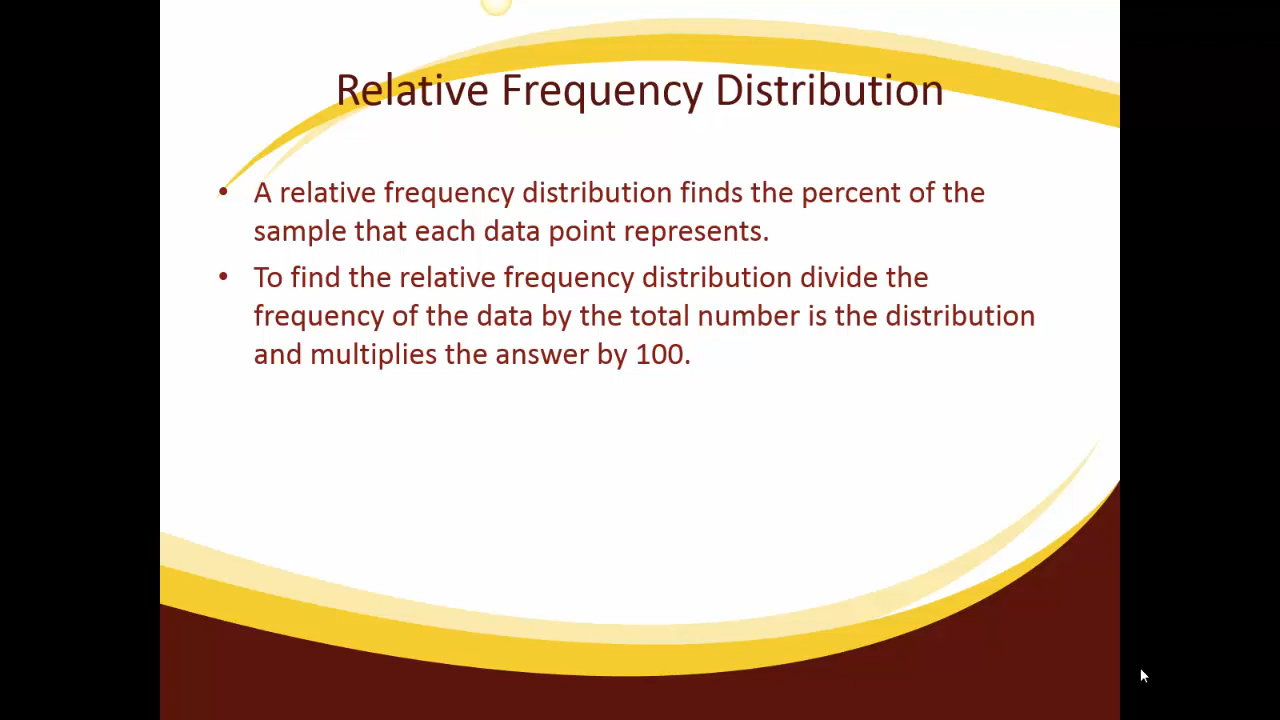 Relative Frequency Distribution
• A relative frequency distribution finds the percent of the
sample that each data point represents.
• To find the relative frequency distribution divide the
frequency of the data by the total number is the distribution
and multiplies the answer by 100.